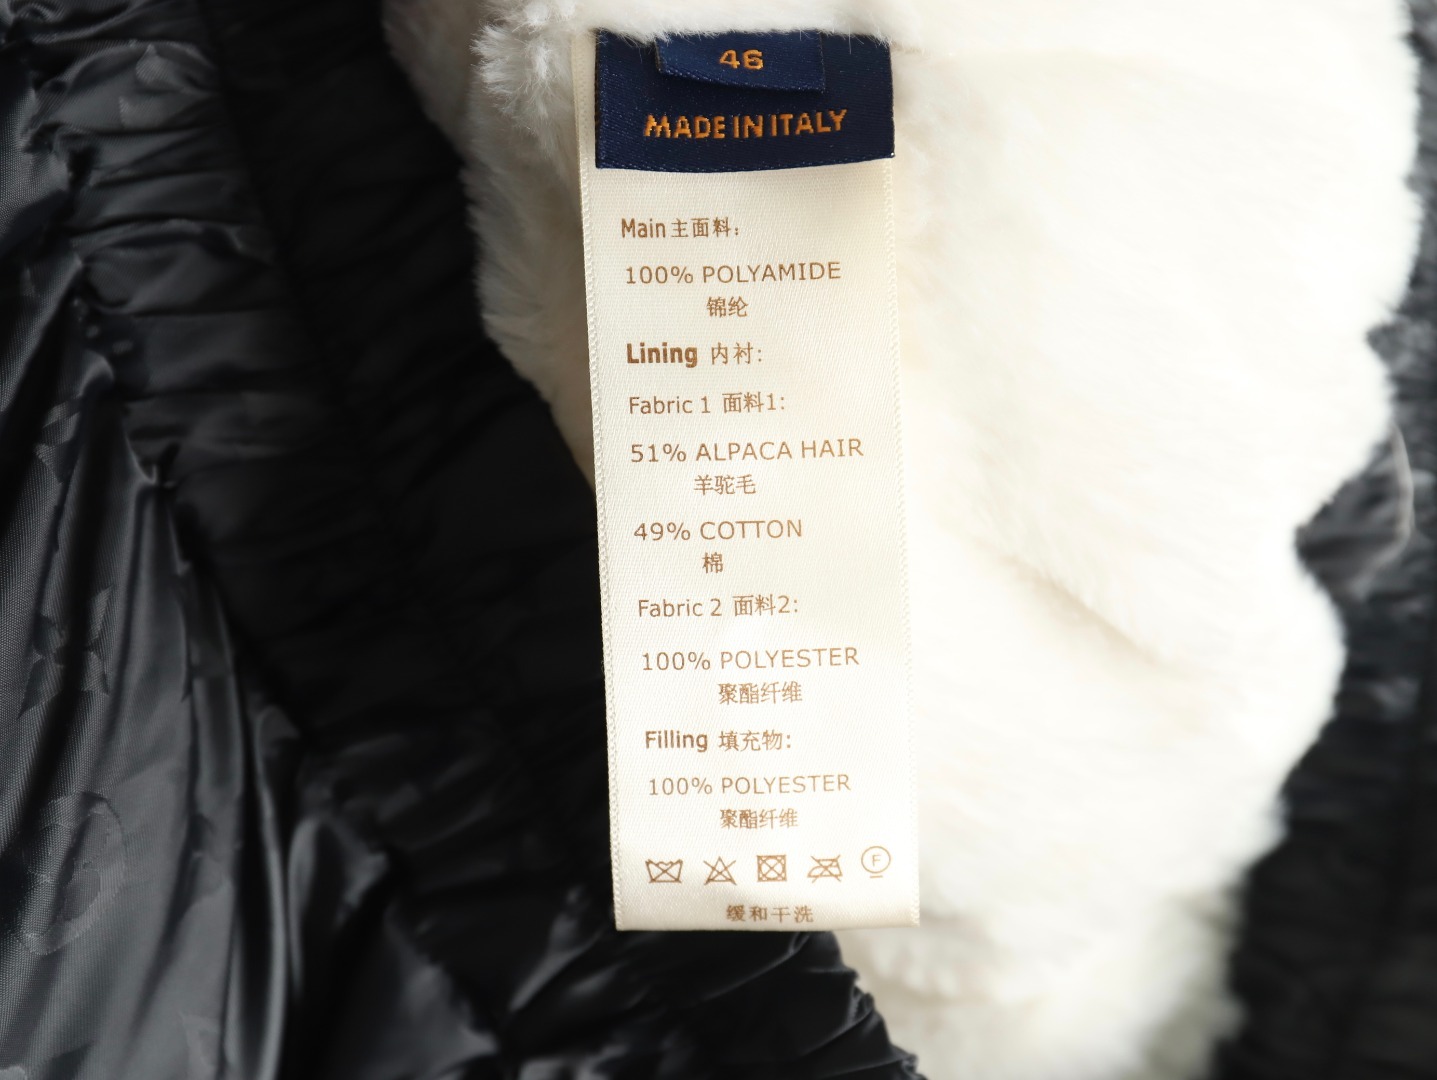 46
MADE IN ITALY
Main 主面料:
100% POLYAMIDE
锦纶
Lining 内衬:
Fabric 1 面料1:
51% ALPACA HAIR
羊驼毛
49% COTTON
棉
Fabric 2 面料2:
100% POLYESTER
聚酯纤维
Filling 填充物:
100% POLYESTER
聚酯纤维
F
缓和干洗